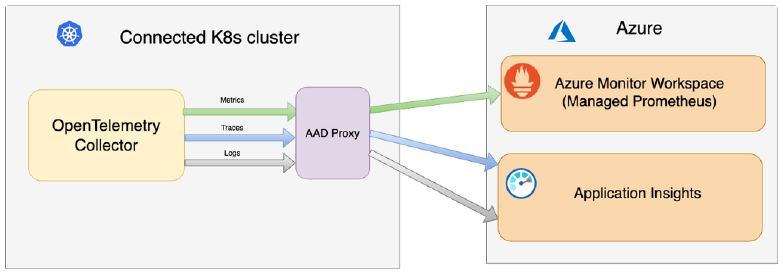 Connected K8s cluster
OpenTelemetry
Collector
Metrics
Traces
Logs
AAD Proxy
Azure
Azure Monitor Workspace
(Managed Prometheus)
Application Insights